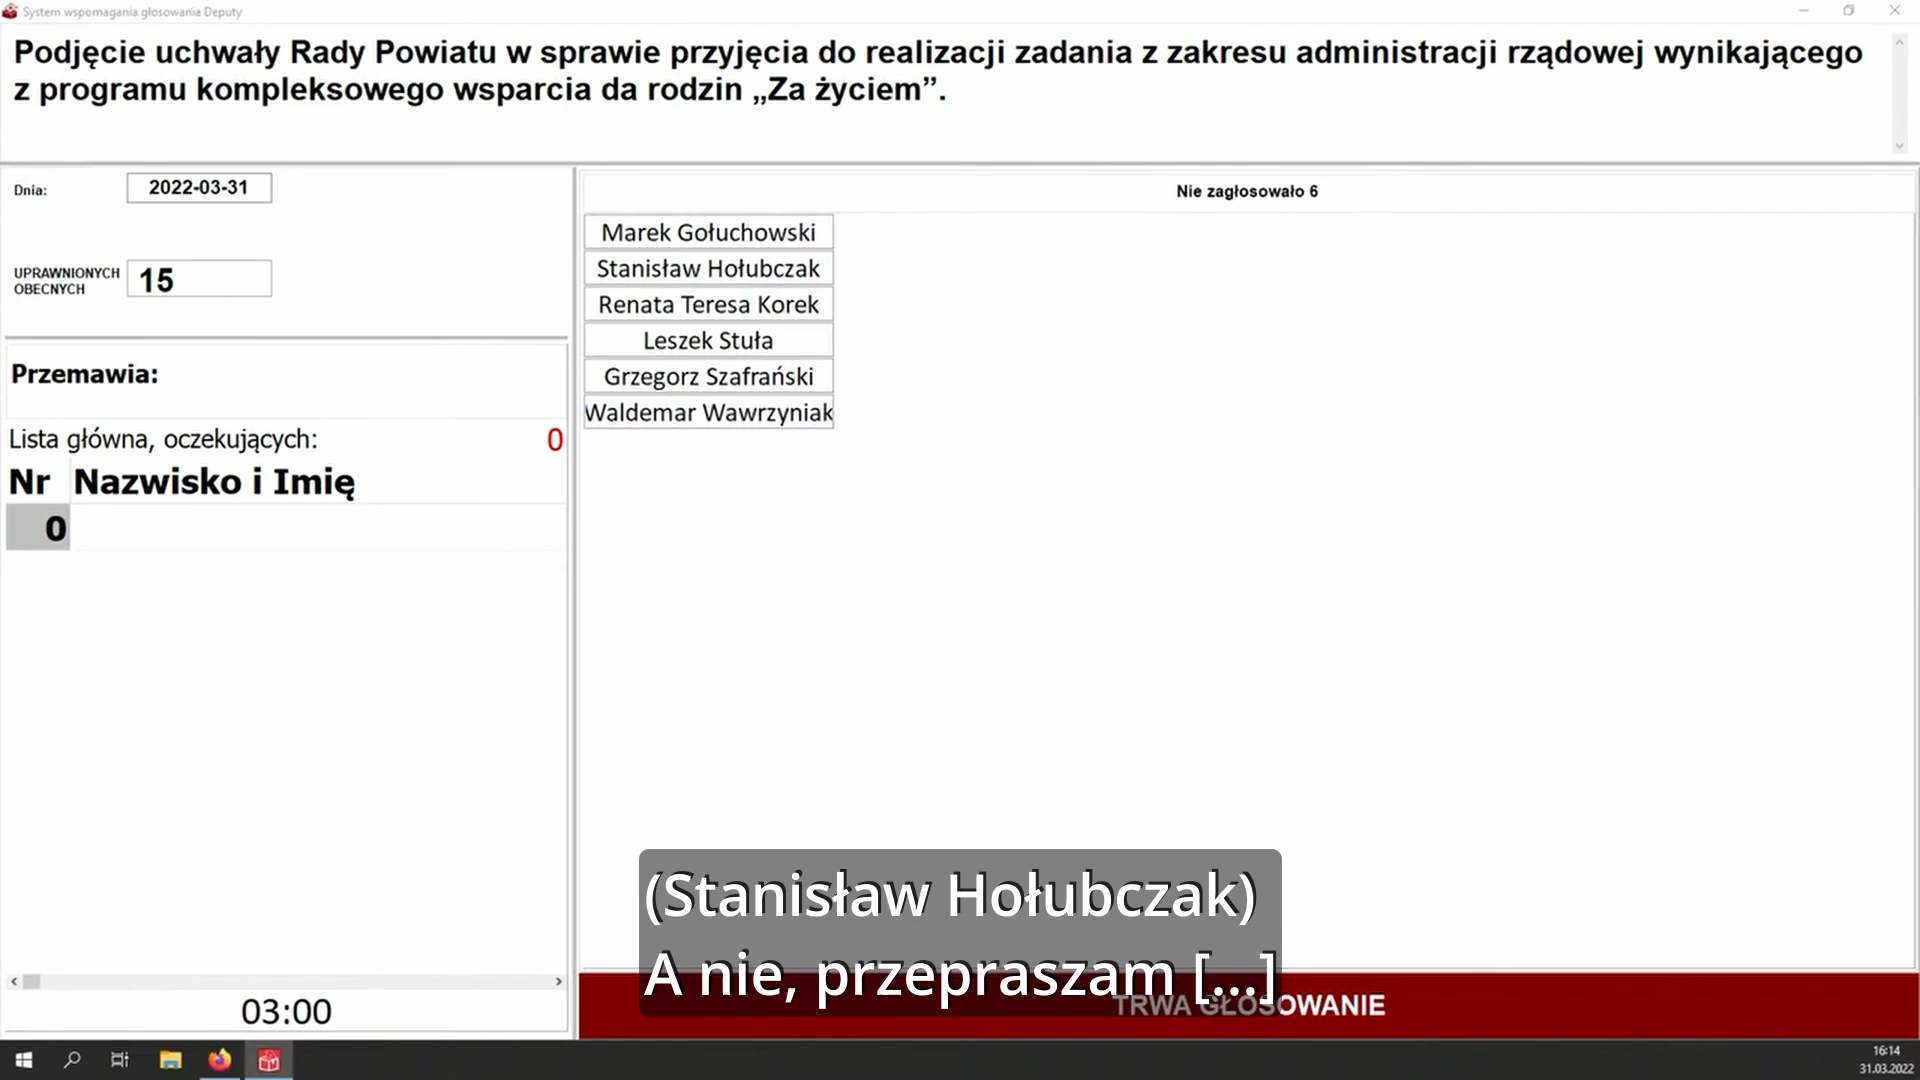 System wspomagania głosowania Deputy
Podjęcie uchwały Rady Powiatu w sprawie przyjęcia do realizacji zadania z zakresu administracji rządowej wynikającego
z programu kompleksowego wsparcia da rodzin „Za życiem”.
Dnia:
2022-03-31
UPRAWNIONYCH
OBECNYCH
15
Przemawia:
Lista główna, oczekujących:
0
Nr Nazwisko i Imię
0
03:00
Nie zagłosowało 6
Marek Gołuchowski
Stanisław Hołubczak
Renata Teresa Korek
Leszek Stuła
Grzegorz Szafrański
Waldemar Wawrzyniak
(Stanisław Hołubczak)
A nie, przepraszam [...]
TRWA GŁOSOWANIE
16:14
31.03.2022